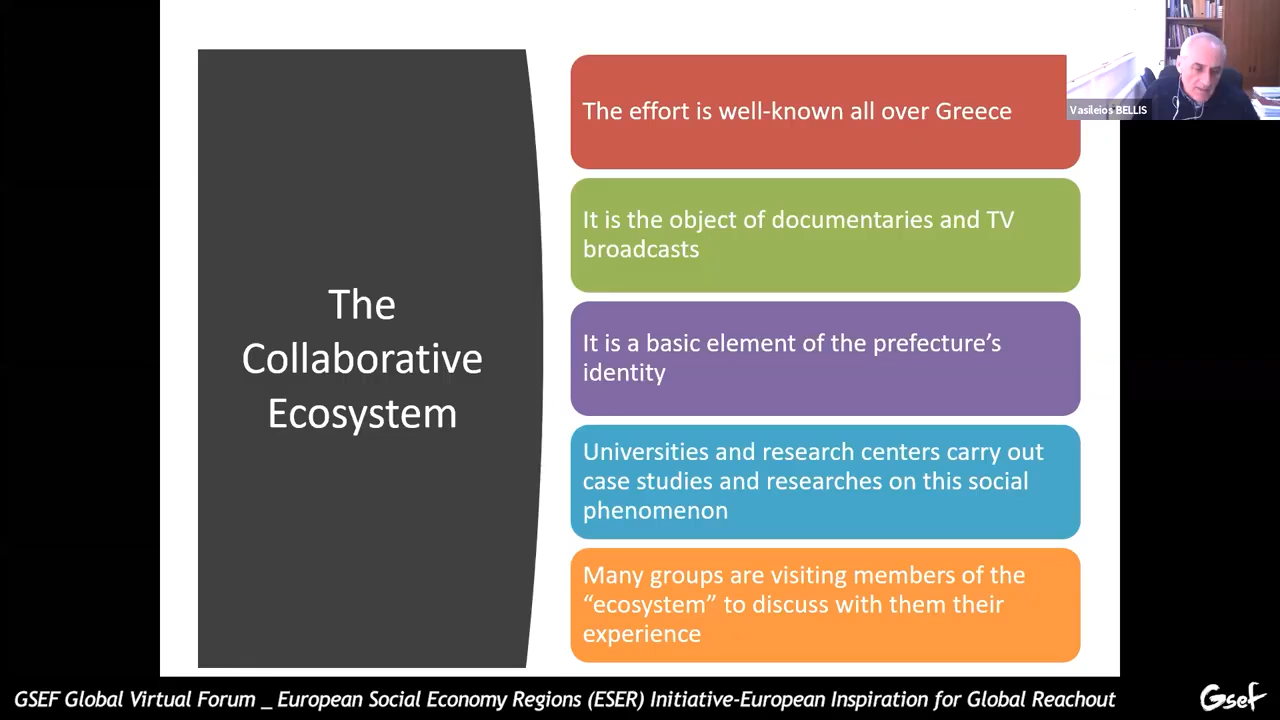 The effort is well-known all over Greece
Vasileios BELLIS
It is the object of documentaries and TV
broadcasts
The
Collaborative
Ecosystem
It is a basic element of the prefecture’s
identity
Universities and research centers carry out
case studies and researches on this social
phenomenon
Many groups are visiting members of the
“ecosystem” to discuss with them their
experience
GSEF Global Virtual Forum _ European Social Economy Regions (ESER) Initiative-European Inspiration for Global Reachout
Gsef